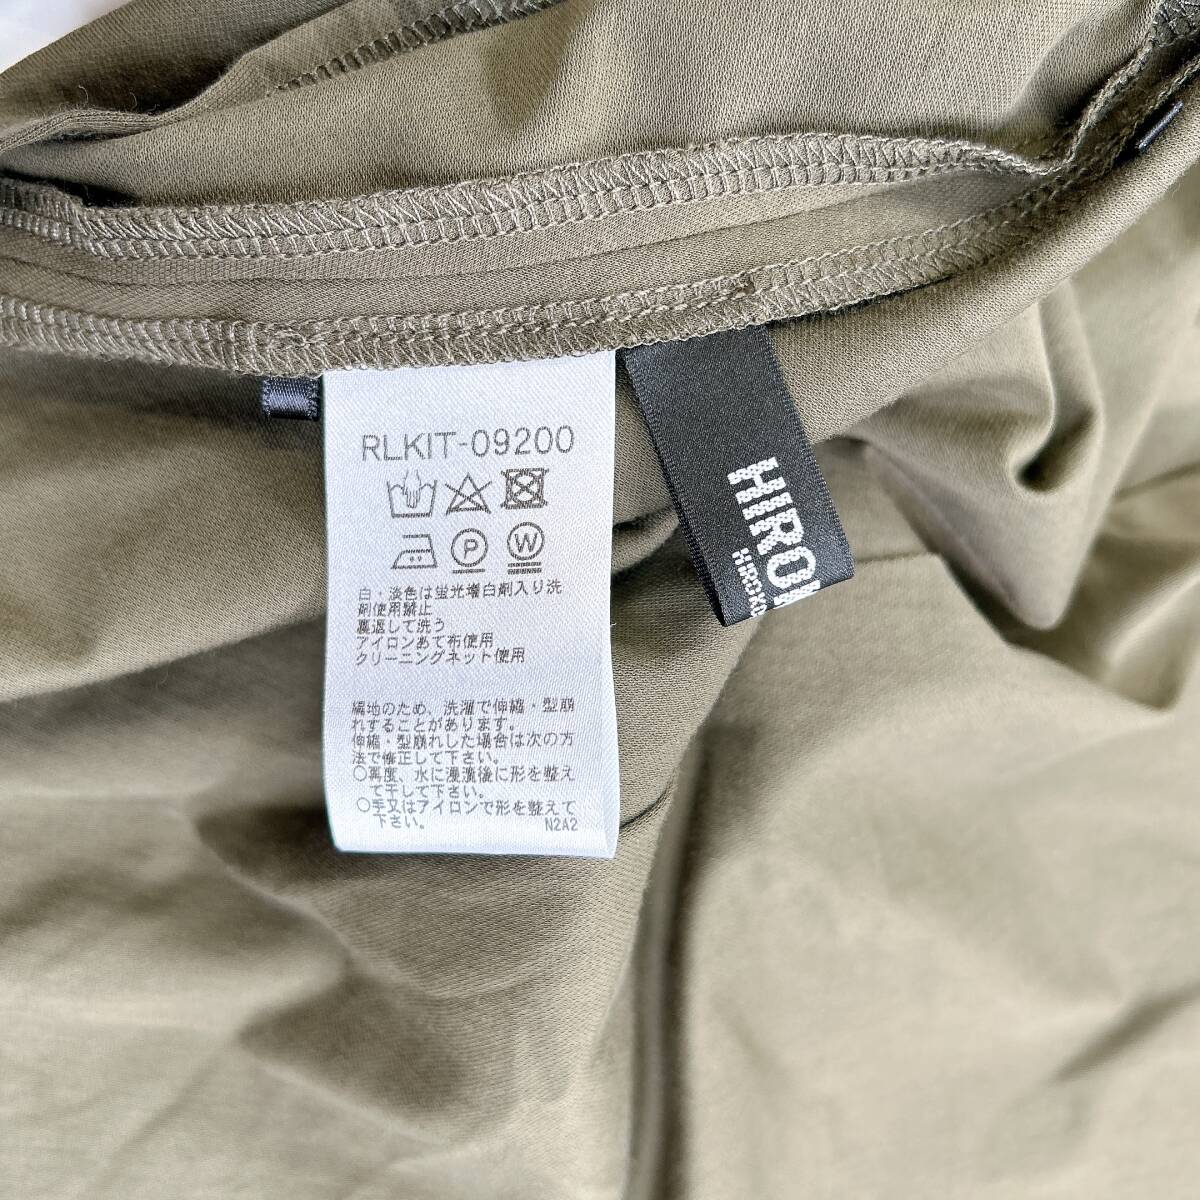 RLKIT-09200
P
W
白・淡色は蛍光増白剤入り洗
剤使用禁止
裏返して洗う
アイロンあて布使用
クリーニングネット使用
編地のため、洗濯で伸縮・型崩
れすることがあります。
伸縮・型崩れした場合は次の方
法で修正して下さい。
○再度、水に浸漬後に形を整え
て干して下さい。
○手又はアイロンで形を整えて
下さい。
N2A2
HIRO
HIROKO